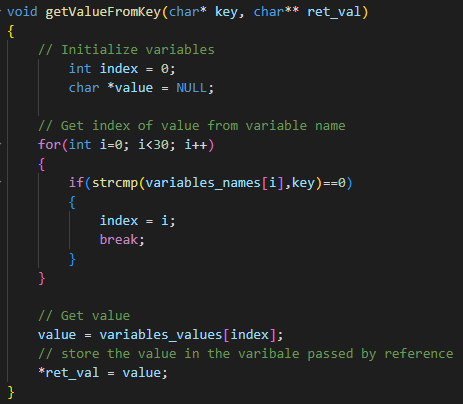 void getValueFromKey(char* key, char** ret_val)
{
    // Initialize variables
        int index = 0;
        char *value = NULL;

    // Get index of value from variable name
    for(int i=0; i<30; i++)
    {
        if(strcmp(variables_names[i],key)==0)
        {
            index = i;
            break;
        }
    }

    // Get value
    value = variables_values[index];
    // store the value in the varibale passed by reference
    *ret_val = value;
}